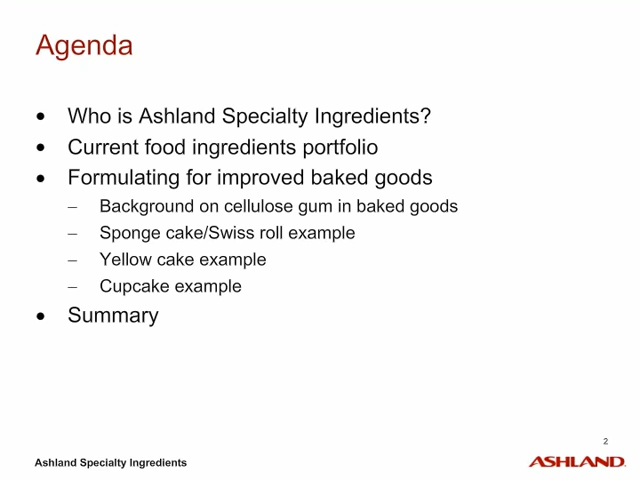 Agenda
• Who is Ashland Specialty Ingredients?
• Current food ingredients portfolio
• Formulating for improved baked goods
– Background on cellulose gum in baked goods
– Sponge cake/Swiss roll example
– Yellow cake example
– Cupcake example
• Summary
2
Ashland Specialty Ingredients
ASHLAND.